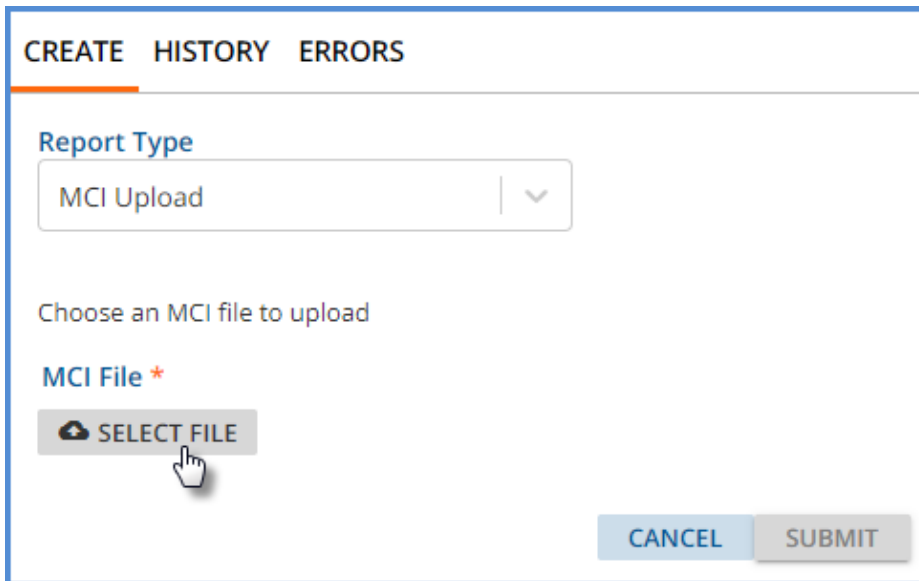 CREATE HISTORY ERRORS
Report Type
MCI Upload
Choose an MCI file to upload
MCI File *
SELECT FILE
CANCEL SUBMIT